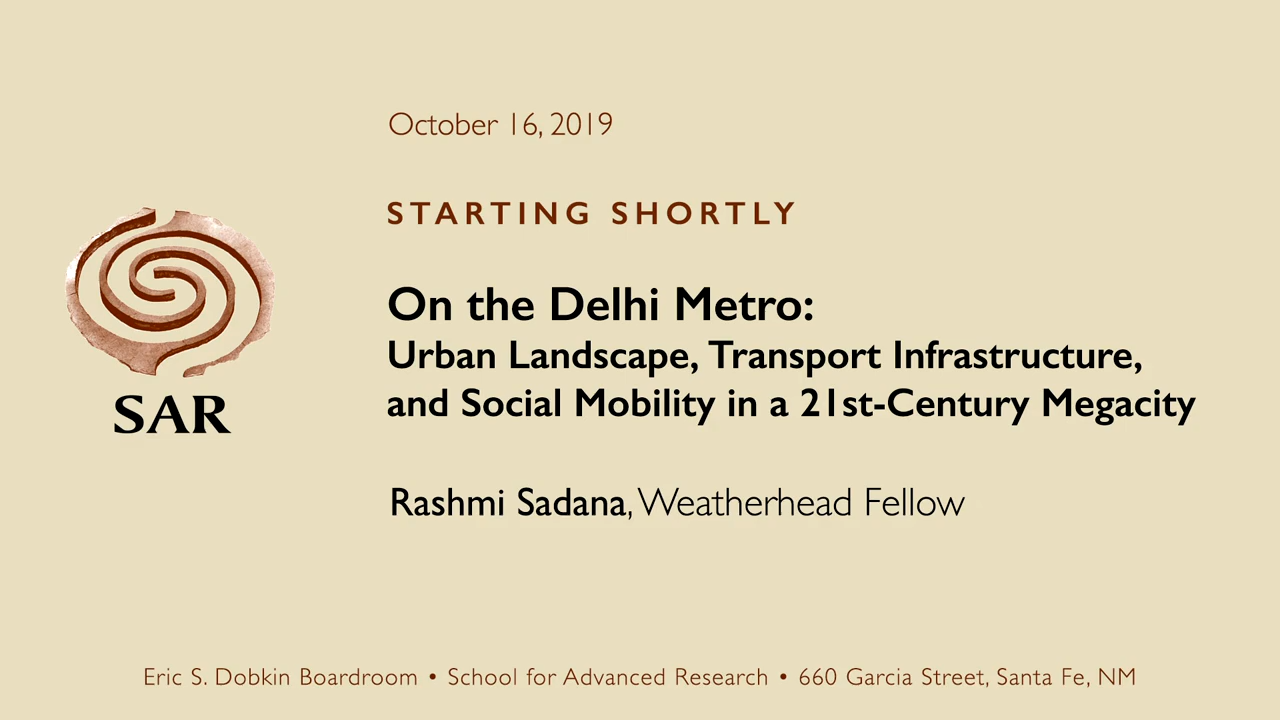 October 16, 2019
STARTING SHORTLY
On the Delhi Metro:
Urban Landscape, Transport Infrastructure,
and Social Mobility in a 21st-Century Megacity
SAR
Rashmi Sadana, Weatherhead Fellow
Eric S. Dobkin Boardroom • School for Advanced Research • 660 Garcia Street, Santa Fe, NM